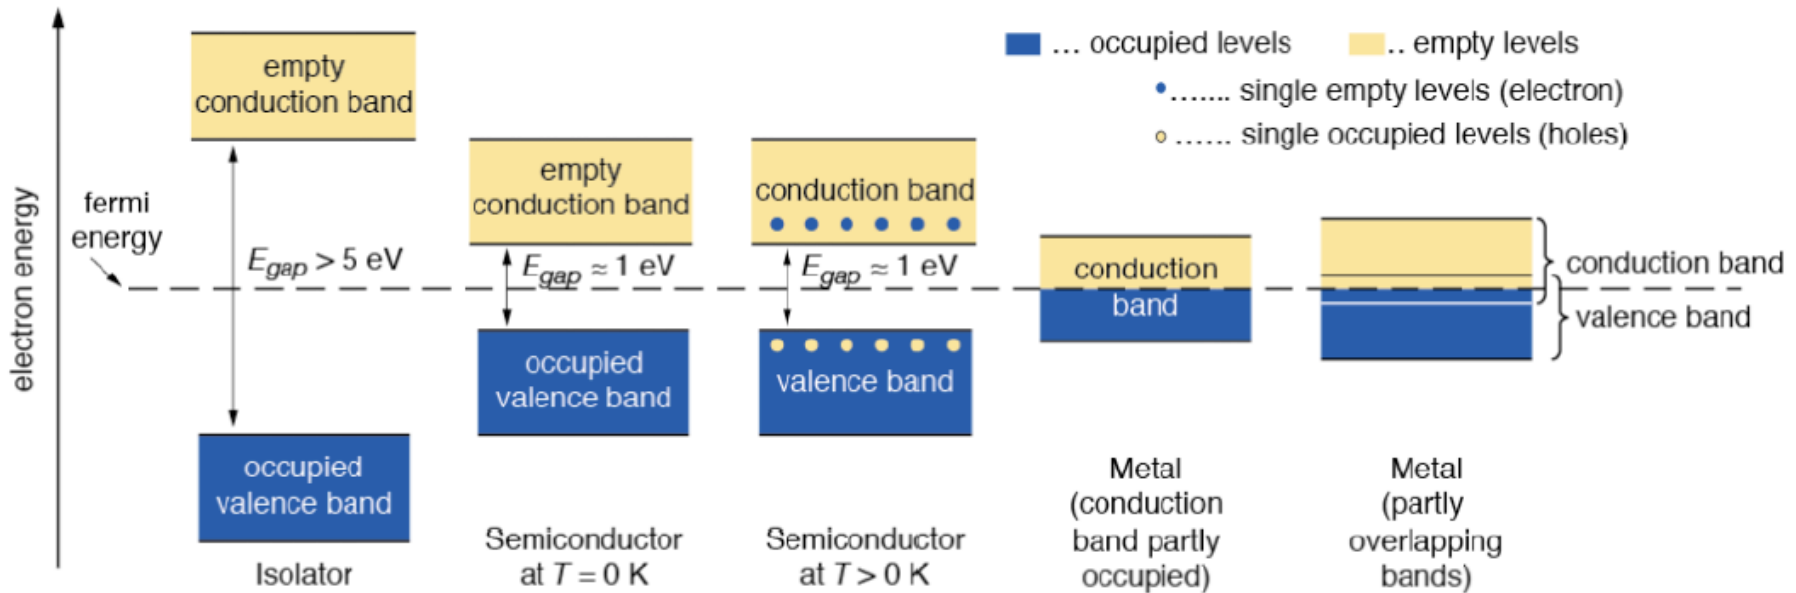 electron energy
fermi
energy
empty
conduction band
E_gap > 5 eV
occupied
valence band
Isolator
empty
conduction band
E_gap ≈ 1 eV
occupied
valence band
Semiconductor
at T = 0 K
conduction band
E_gap ≈ 1 eV
valence band
Semiconductor
at T > 0 K
... occupied levels
.. empty levels
....... single empty levels (electron)
...... single occupied levels (holes)
conduction
band
Metal
(conduction
band partly
occupied)
conduction band
valence band
Metal
(partly
overlapping
bands)